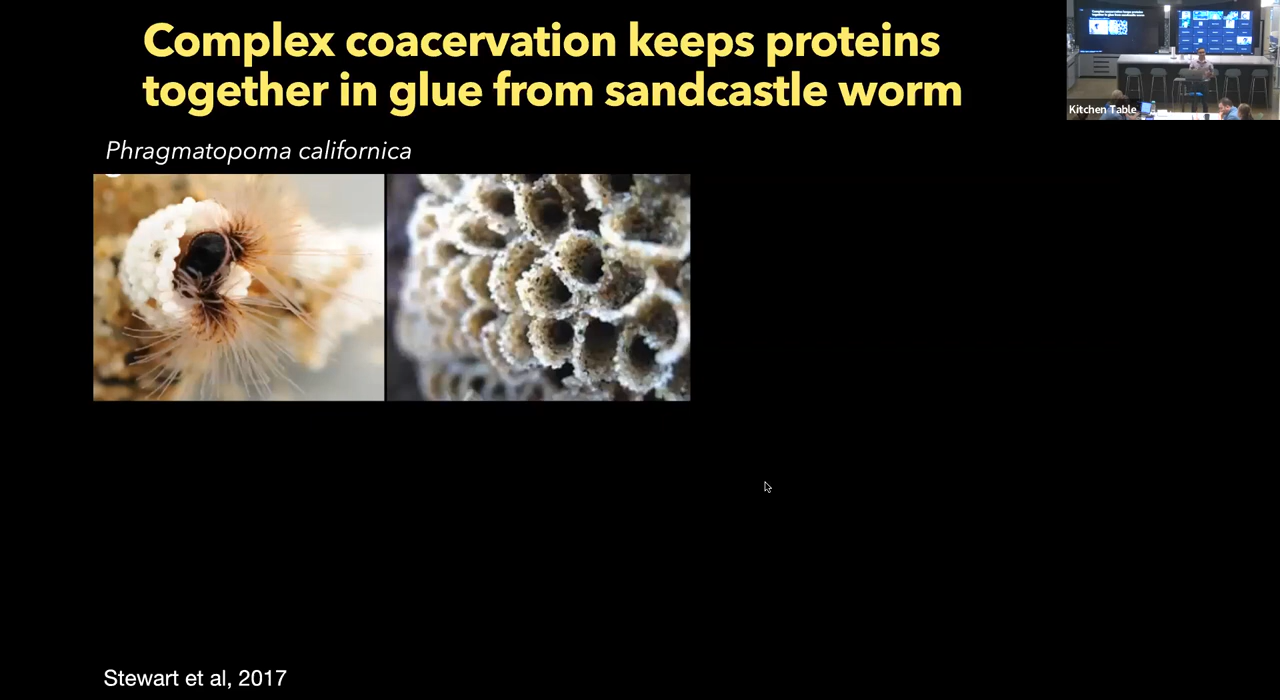 Complex coacervation keeps proteins
together in glue from sandcastle worm
Kitchen Table
Phragmatopoma californica
Stewart et al, 2017